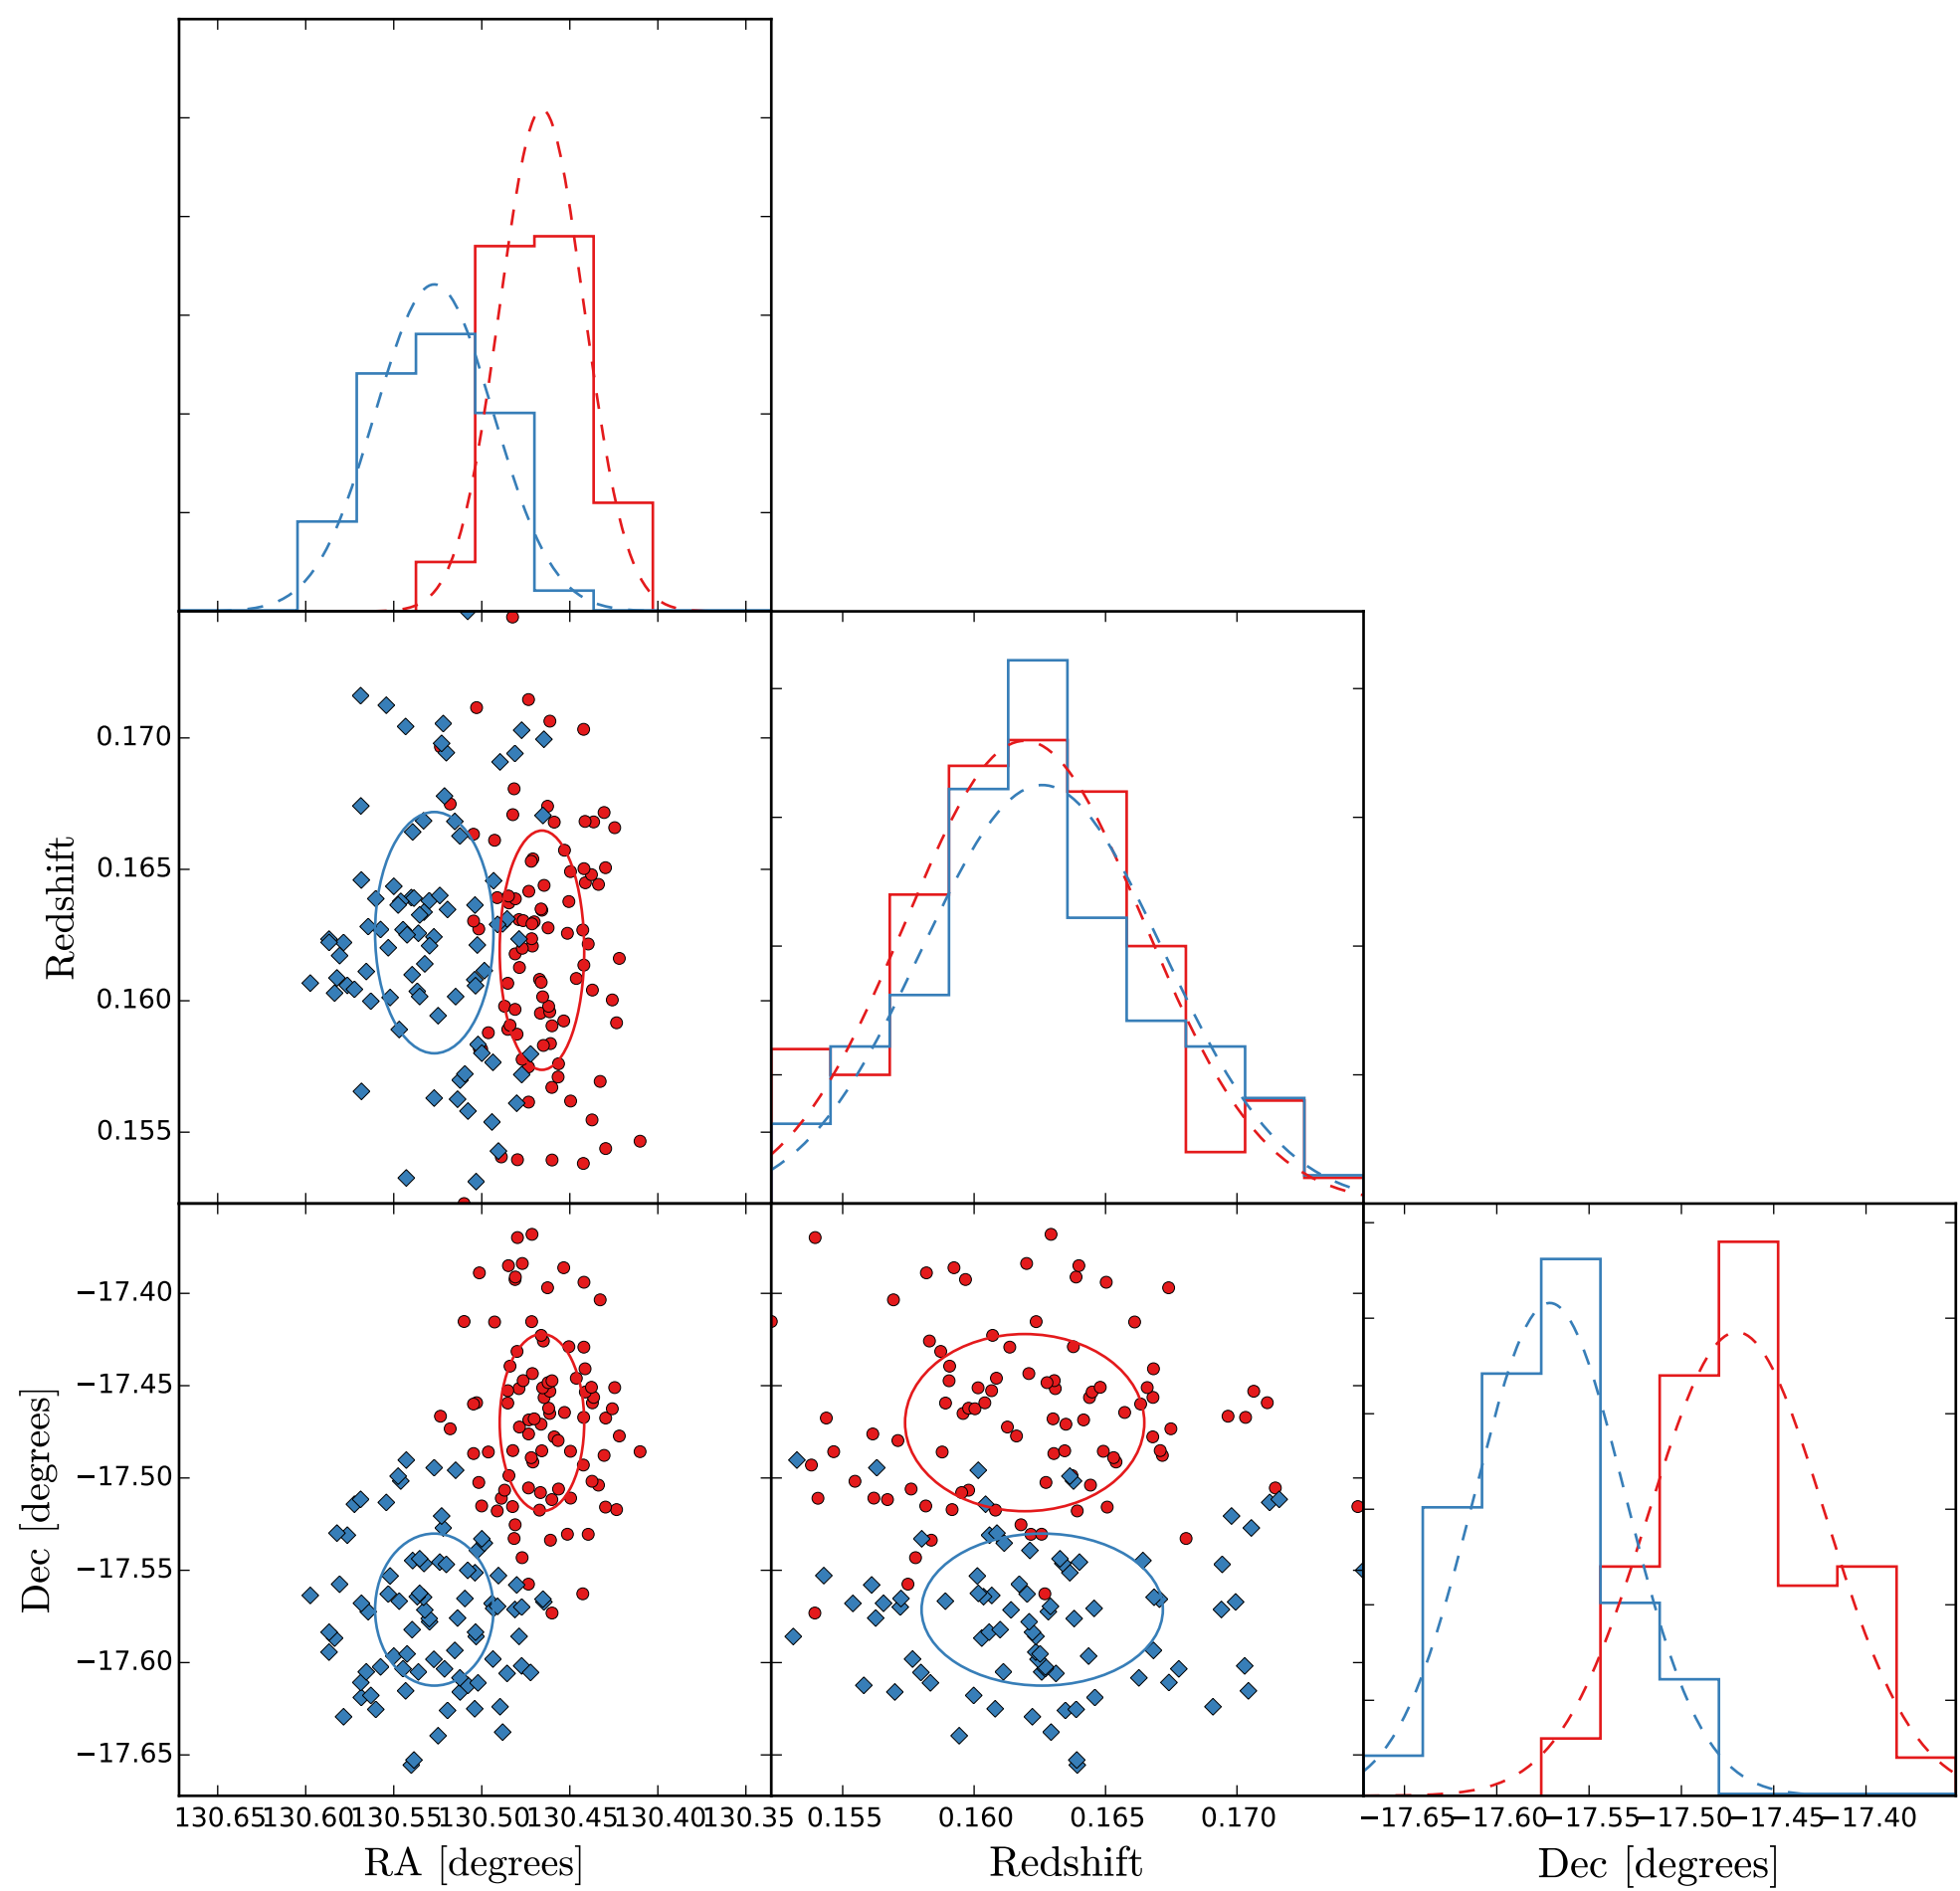 Redshift
0.170
0.165
0.160
0.155
Dec [degrees]
−17.40
−17.45
−17.50
−17.55
−17.60
−17.65
130.65 130.60 130.55 130.50 130.45 130.40 130.35
RA [degrees]
0.155 0.160 0.165 0.170
Redshift
−17.65 −17.60 −17.55 −17.50 −17.45 −17.40
Dec [degrees]